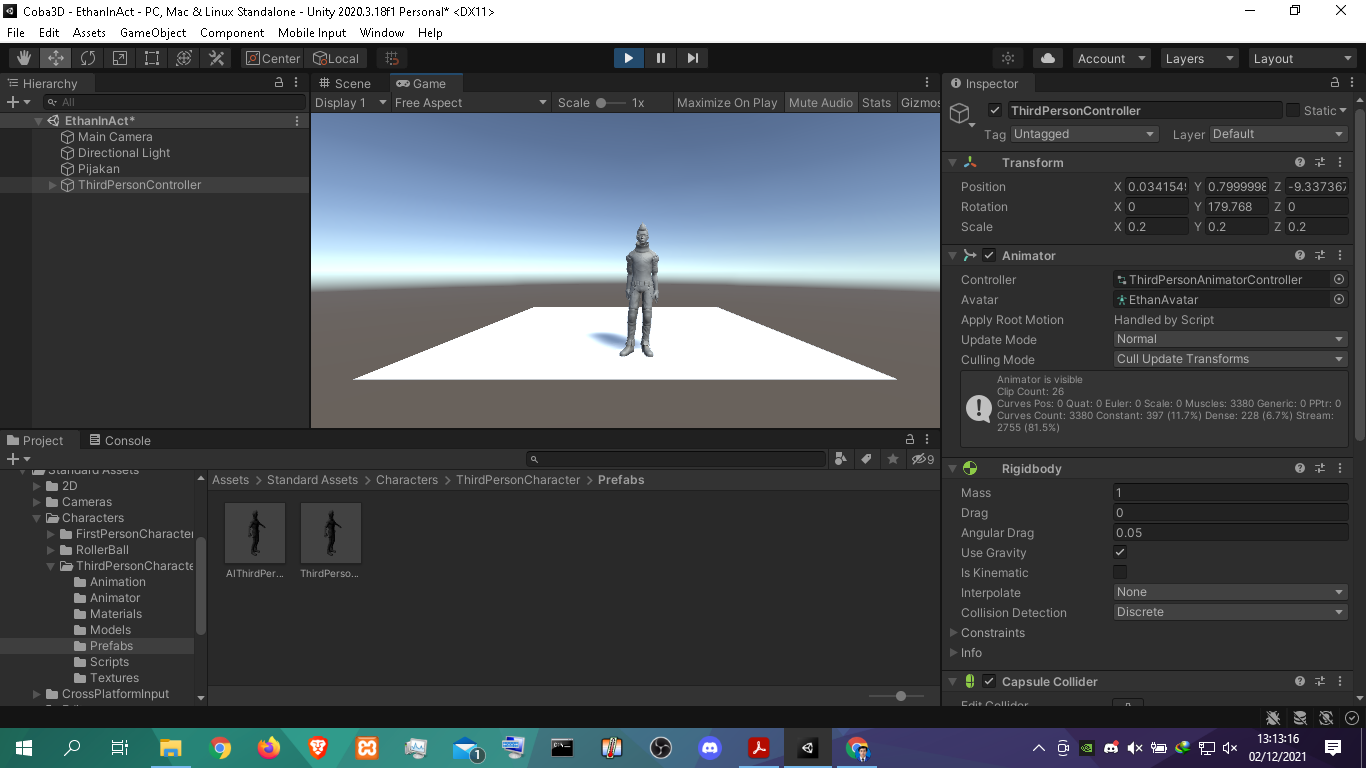 Coba3D - EthanInAct - PC, Mac & Linux Standalone - Unity 2020.3.18f1 Personal* <DX11>
File Edit Assets GameObject Component Mobile Input Window Help
Center Local Account Layers Layout
Hierarchy
All
EthanInAct*
Main Camera
Directional Light
Pijakan
ThirdPersonController
Scene Game
Display 1 Free Aspect Scale 1x Maximize On Play Mute Audio Stats Gizmos
Inspector
ThirdPersonController Static
Tag Untagged Layer Default
Transform
Position X 0.034154 Y 0.7999998 Z -9.337367
Rotation X 0 Y 179.768 Z 0
Scale X 0.2 Y 0.2 Z 0.2
Animator
Controller ThirdPersonAnimatorController
Avatar EthanAvatar
Apply Root Motion Handled by Script
Update Mode Normal
Culling Mode Cull Update Transforms
Animator is visible
Clip Count: 26
Curves Pos: 0 Quat: 0 Euler: 0 Scale: 0 Muscles: 3380 Generic: 0 PPtr: 0
Curves Count: 3380 Constant: 397 (11.7%) Dense: 228 (6.7%) Stream:
2755 (81.5%)
Rigidbody
Mass 1
Drag 0
Angular Drag 0.05
Use Gravity
Is Kinematic
Interpolate None
Collision Detection Discrete
Constraints
Info
Capsule Collider
Edit Collider
Project Console
9
Standard Assets
2D
Cameras
Characters
FirstPersonCharacter
RollerBall
ThirdPersonCharacte
Animation
Animator
Materials
Models
Prefabs
Scripts
Textures
CrossPlatformInput
Assets > Standard Assets > Characters > ThirdPersonCharacter > Prefabs
AIThirdPer... ThirdPerso...
1
13:13:16
02/12/2021